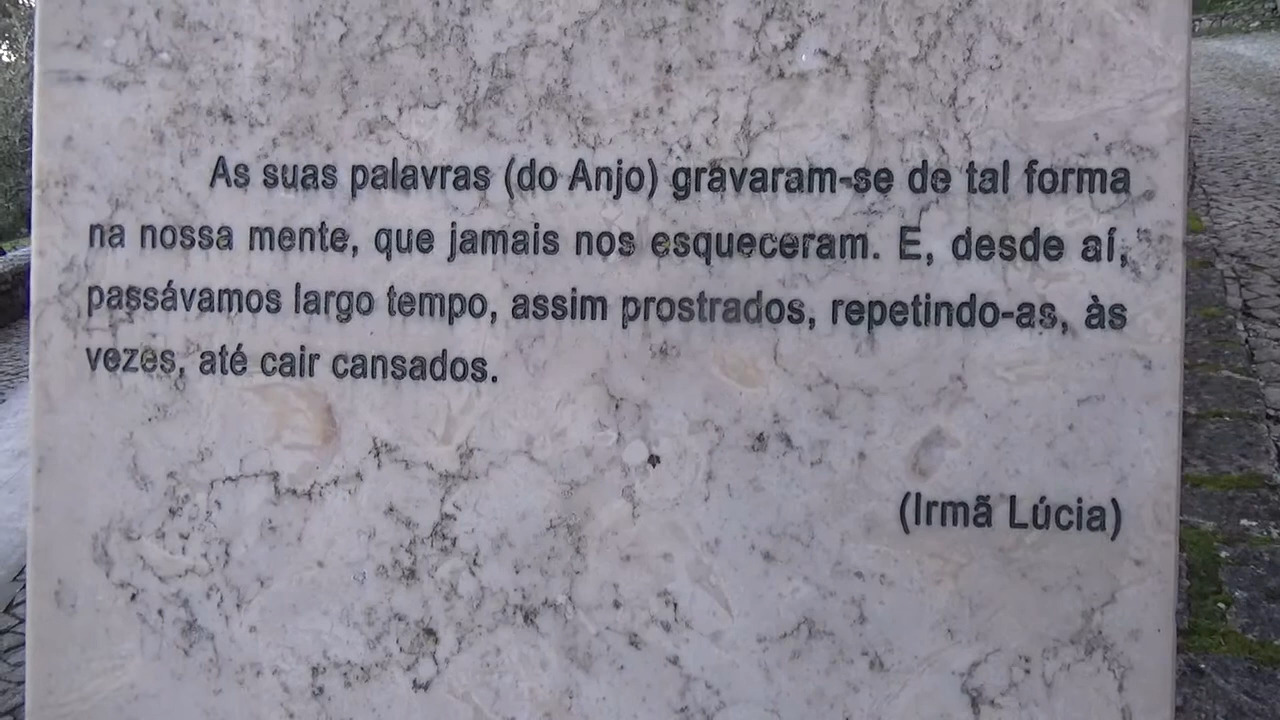 As suas palavras (do Anjo) gravaram-se de tal forma
na nossa mente, que jamais nos esqueceram. E, desde aí,
passávamos largo tempo, assim prostrados, repetindo-as, às
vezes, até cair cansados.
(Irmã Lúcia)